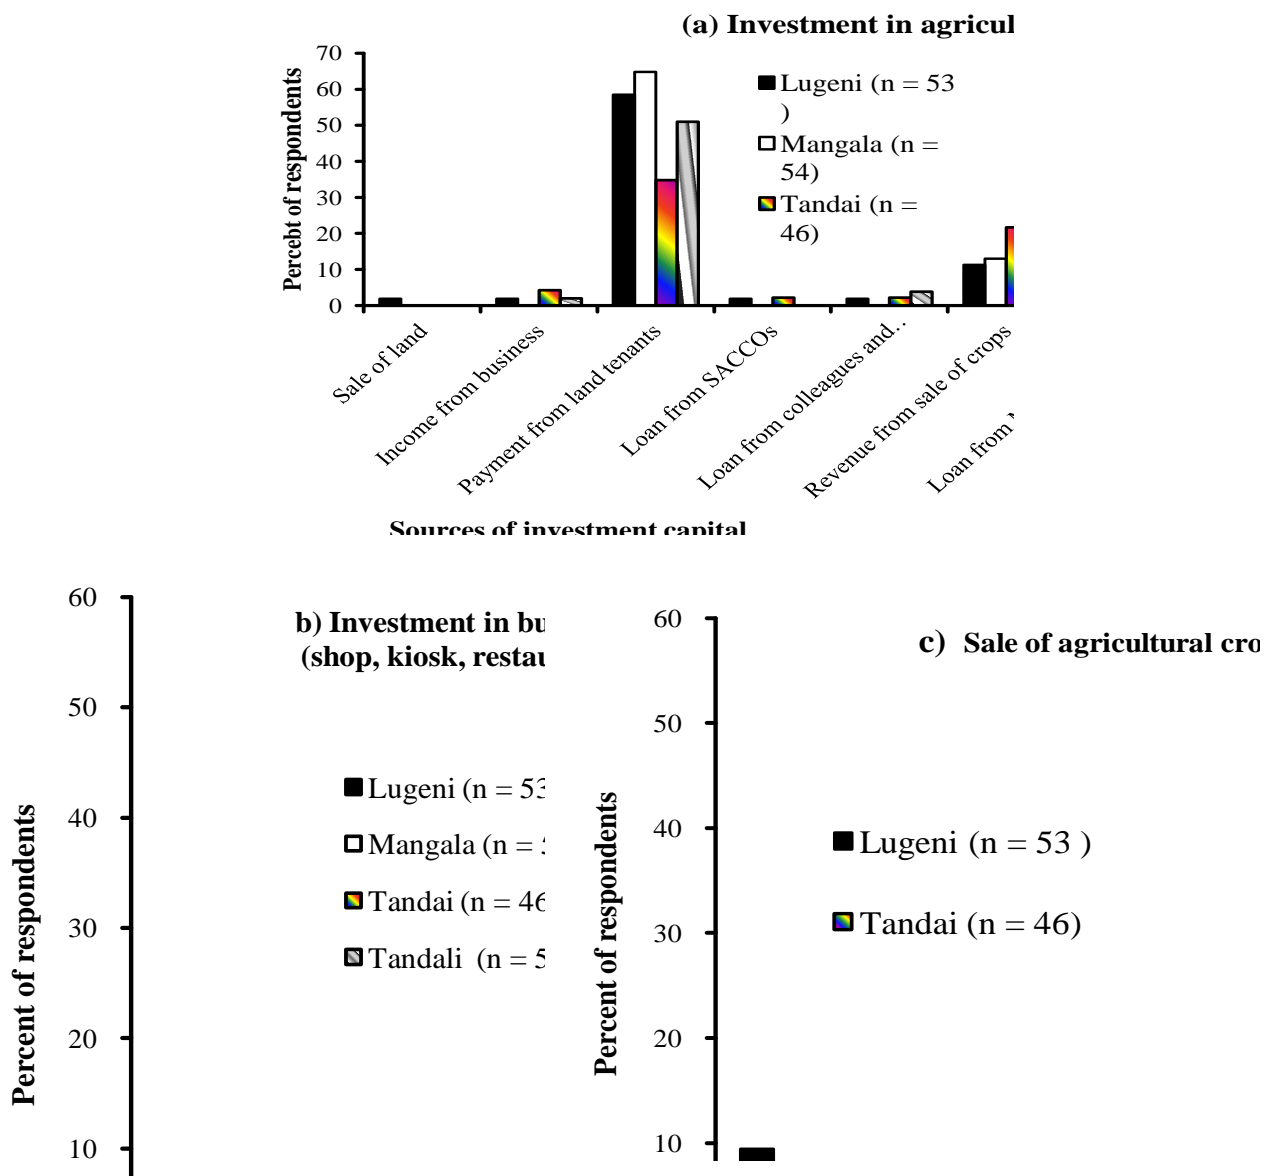 (a) Investment in agricul
70
60
50
40
30
20
10
0
Percebt of respondents
Lugeni (n = 53
)
Mangala (n =
54)
Tandai (n =
46)
Sale of land
Income from business
Payment from land tenants
Loan from SACCOs
Loan from colleagues and…
Revenue from sale of crops
Loan from
Sources of investment capital
b) Investment in bu
(shop, kiosk, restau
60
50
40
30
20
10
Percent of respondents
Lugeni (n = 53
Mangala (n = 5
Tandai (n = 46
Tandali (n = 5
c) Sale of agricultural cro
60
50
40
30
20
10
Percent of respondents
Lugeni (n = 53 )
Tandai (n = 46)